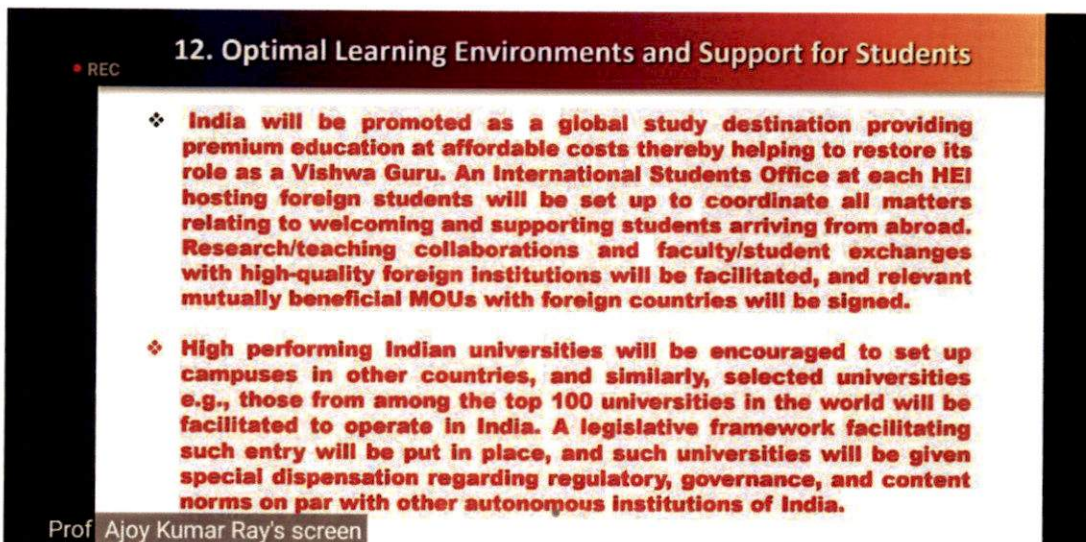 12. Optimal Learning Environments and Support for Students
• REC
❖ India will be promoted as a global study destination providing
premium education at affordable costs thereby helping to restore its
role as a Vishwa Guru. An International Students Office at each HEI
hosting foreign students will be set up to coordinate all matters
relating to welcoming and supporting students arriving from abroad.
Research/teaching collaborations and faculty/student exchanges
with high-quality foreign institutions will be facilitated, and relevant
mutually beneficial MOUs with foreign countries will be signed.
❖ High performing Indian universities will be encouraged to set up
campuses in other countries, and similarly, selected universities
e.g., those from among the top 100 universities in the world will be
facilitated to operate in India. A legislative framework facilitating
such entry will be put in place, and such universities will be given
special dispensation regarding regulatory, governance, and content
norms on par with other autonomous institutions of India.
Prof Ajoy Kumar Ray's screen